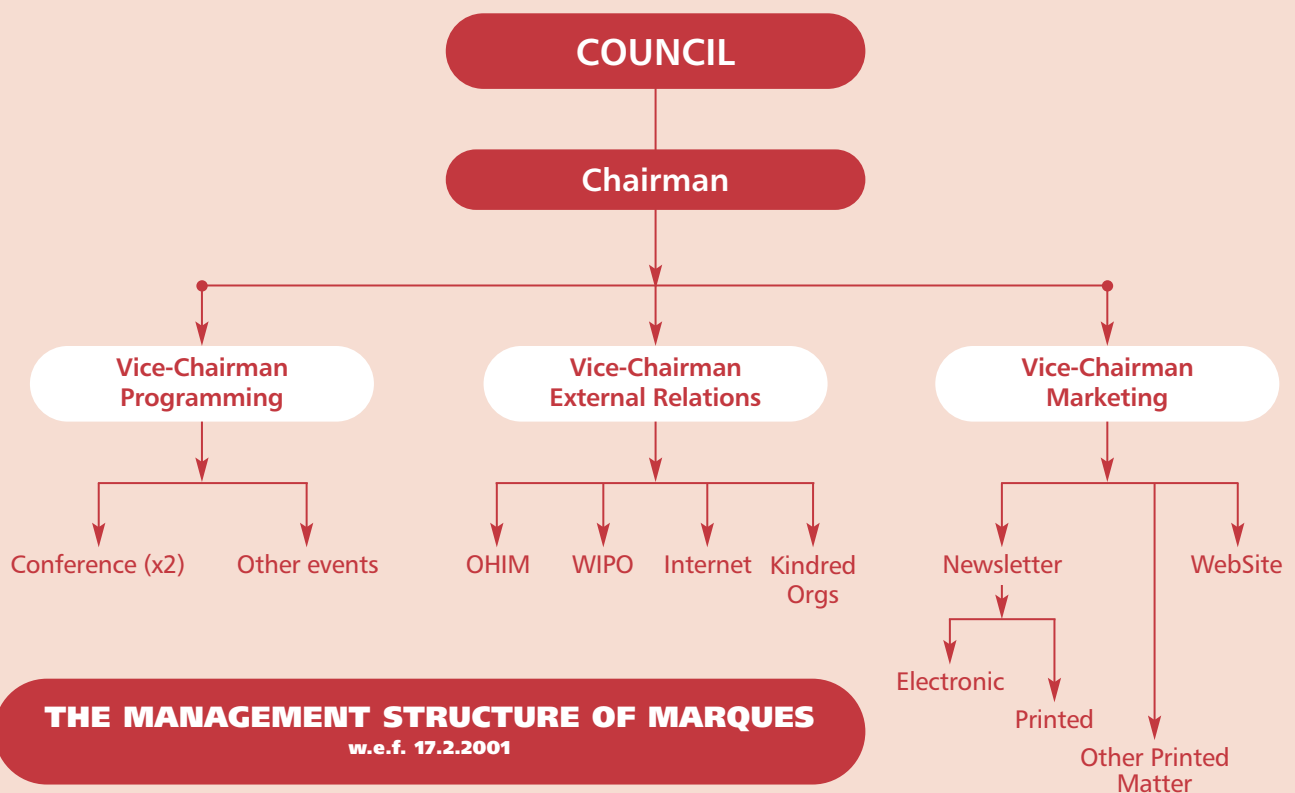 COUNCIL
Chairman
Vice-Chairman
Programming
Vice-Chairman
External Relations
Vice-Chairman
Marketing
Conference (x2)
Other events
OHIM
WIPO
Internet
Kindred
Orgs
Newsletter
WebSite
Electronic
Printed
Other Printed
Matter
THE MANAGEMENT STRUCTURE OF MARQUES
w.e.f. 17.2.2001